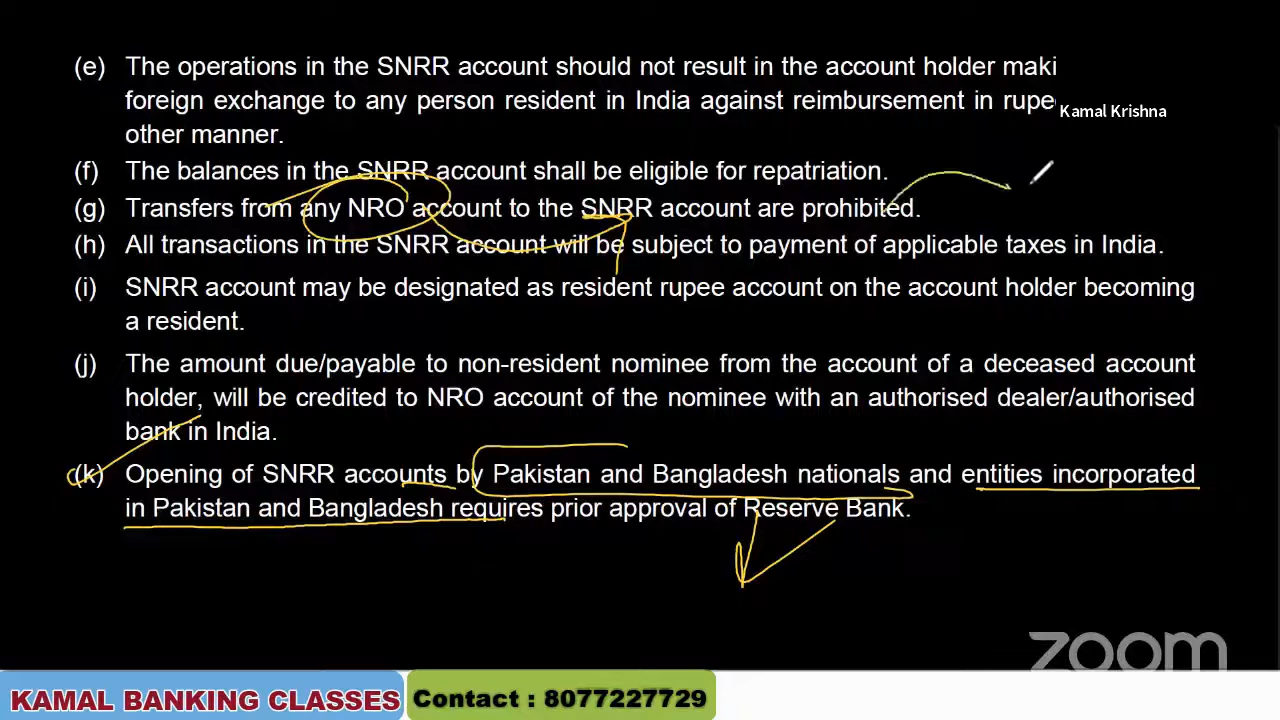 (e) The operations in the SNRR account should not result in the account holder maki
foreign exchange to any person resident in India against reimbursement in rupe
Kamal Krishna
other manner.
(f) The balances in the SNRR account shall be eligible for repatriation.
(g) Transfers from any NRO account to the SNRR account are prohibited.
(h) All transactions in the SNRR account will be subject to payment of applicable taxes in India.
(i) SNRR account may be designated as resident rupee account on the account holder becoming
a resident.
(j) The amount due/payable to non-resident nominee from the account of a deceased account
holder, will be credited to NRO account of the nominee with an authorised dealer/authorised
bank in India.
(k) Opening of SNRR accounts by Pakistan and Bangladesh nationals and entities incorporated
in Pakistan and Bangladesh requires prior approval of Reserve Bank.
zoom
KAMAL BANKING CLASSES Contact : 8077227729